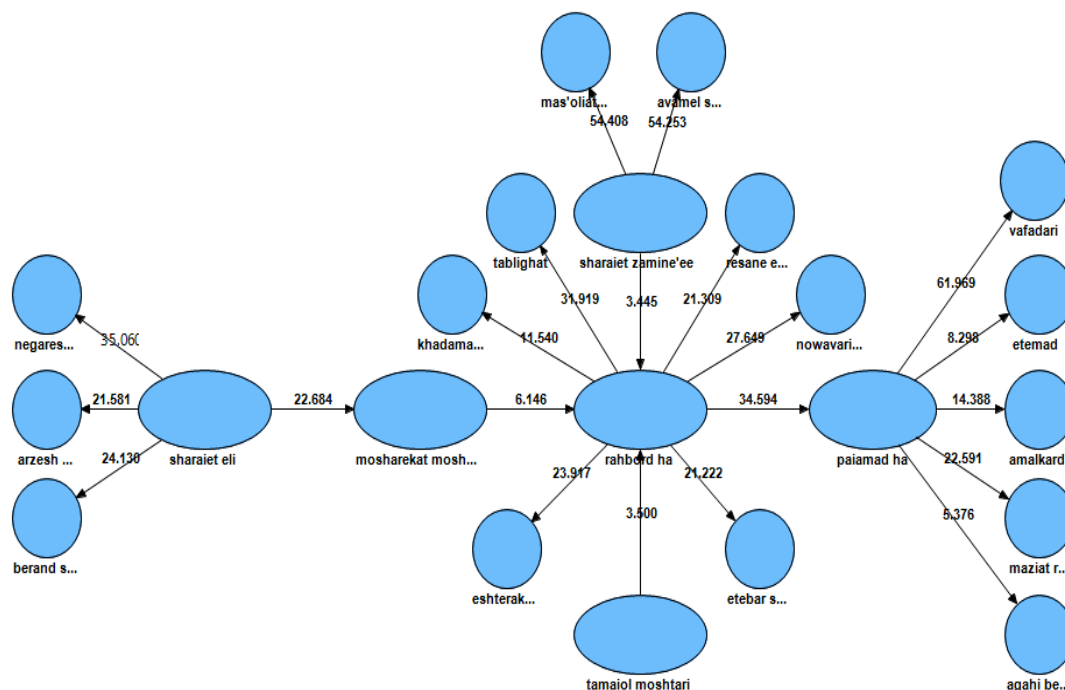 mas'oliat...
avamel s...
54.408
54.253
tablighat
sharaiet zamine'ee
resane e...
vafadari
31.919
3.445
21.309
61.969
khadama...
11.540
27.649
nowavari...
8.298
etemad
negares...
35.060
21.581
22.684
6.146
34.594
14.388
arzesh ...
sharaiet eli
mosharekat mosh...
rahbord ha
paiamad ha
amalkard
24.130
23.917
21.222
22.591
berand s...
3.500
5.376
maziat r...
eshterak...
etebar s...
tamaiol moshtari
agahi be...